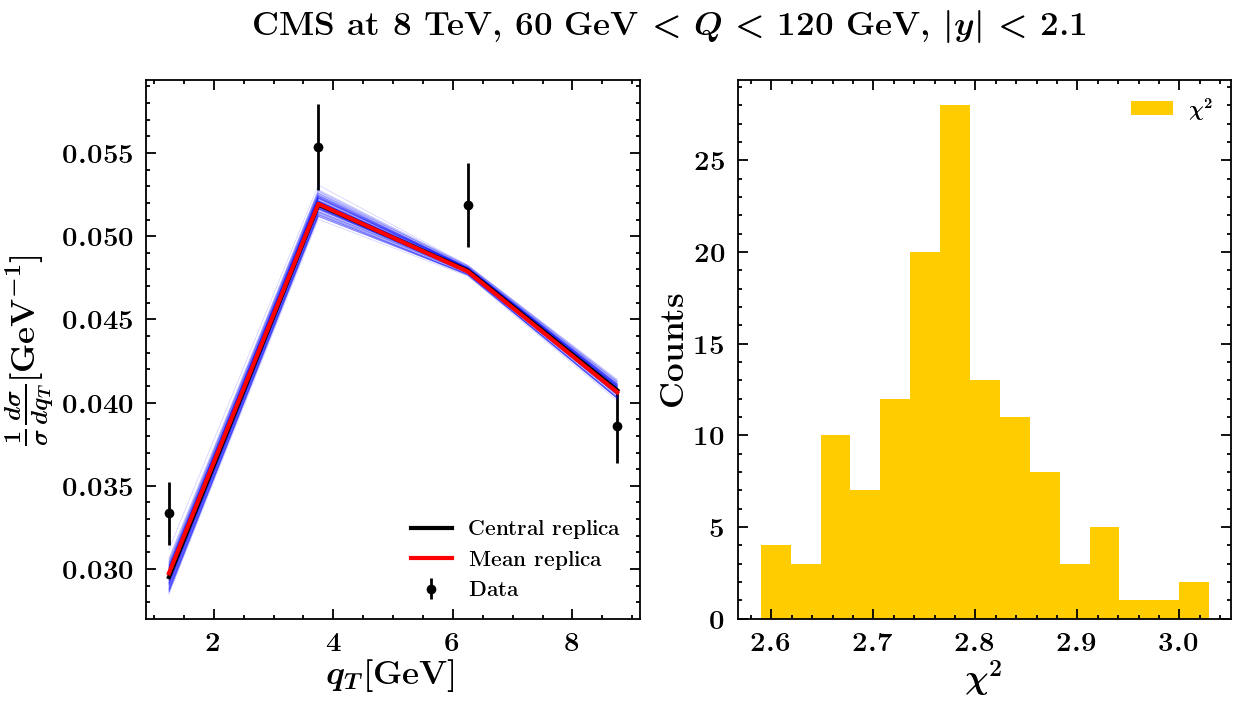 CMS at 8 TeV, 60 GeV < Q < 120 GeV, |y| < 2.1
0.055
0.050
0.045
0.040
0.035
0.030
1/σ dσ/dq_T [GeV⁻¹]
Central replica
Mean replica
Data
2 4 6 8
q_T[GeV]
χ²
25
20
15
10
5
0
Counts
2.6 2.7 2.8 2.9 3.0
χ²